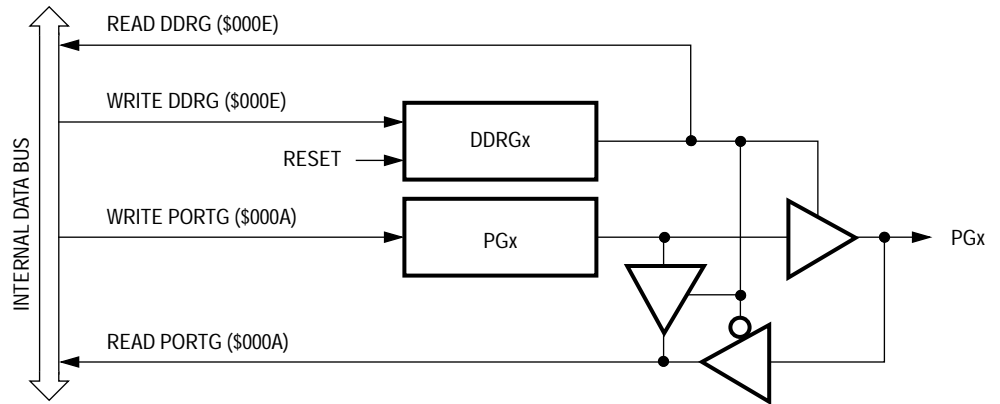 READ DDRG ($000E)
WRITE DDRG ($000E)
DDRGx
RESET
WRITE PORTG ($000A)
PGx
PGx
READ PORTG ($000A)
INTERNAL DATA BUS